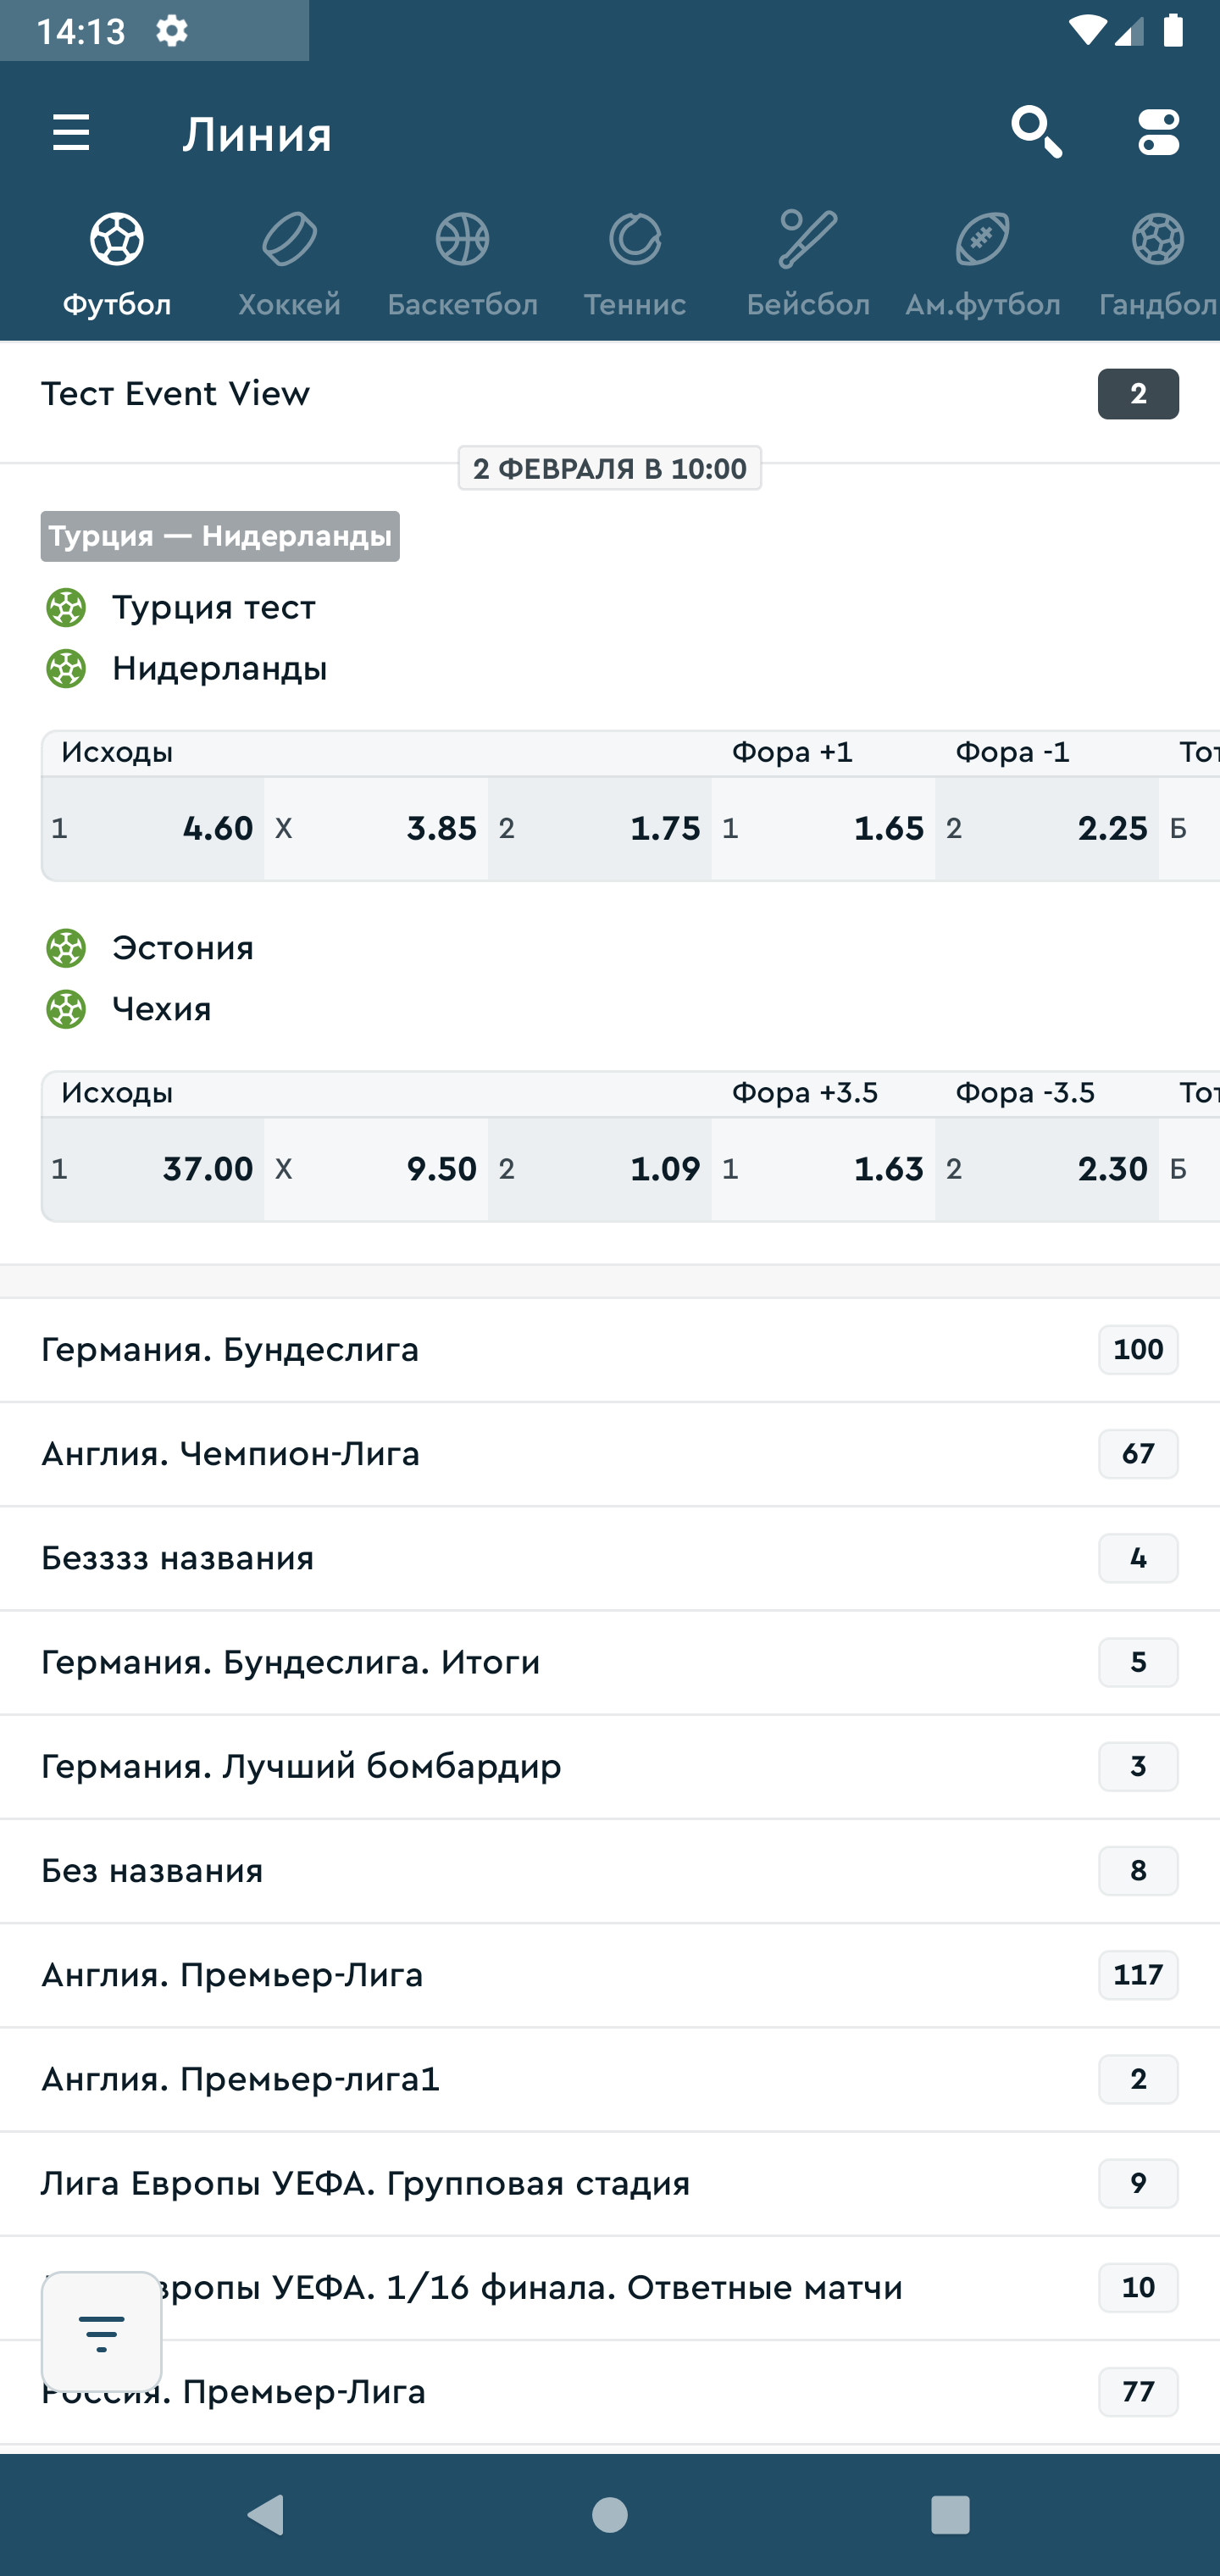 14:13
Линия
Футбол Хоккей Баскетбол Теннис Бейсбол Ам.футбол Гандбол
Тест Event View 2
2 ФЕВРАЛЯ В 10:00
Турция — Нидерланды
Турция тест
Нидерланды
Исходы Фора +1 Фора -1 Тот
1 4.60 X 3.85 2 1.75 1 1.65 2 2.25 Б
Эстония
Чехия
Исходы Фора +3.5 Фора -3.5 Тот
1 37.00 X 9.50 2 1.09 1 1.63 2 2.30 Б
Германия. Бундеслига 100
Англия. Чемпион-Лига 67
Безззз названия 4
Германия. Бундеслига. Итоги 5
Германия. Лучший бомбардир 3
Без названия 8
Англия. Премьер-Лига 117
Англия. Премьер-лига1 2
Лига Европы УЕФА. Групповая стадия 9
вропы УЕФА. 1/16 финала. Ответные матчи 10
Россия. Премьер-Лига 77